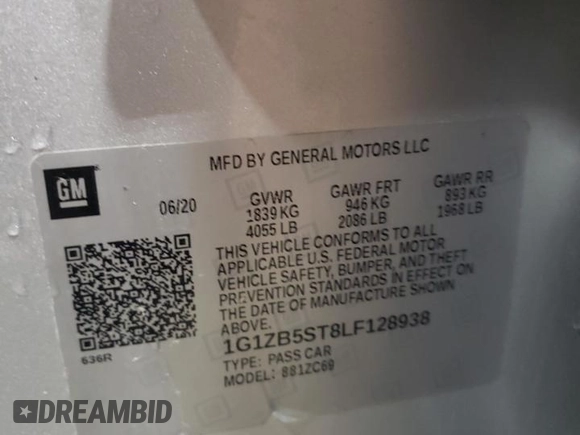 MFD BY GENERAL MOTORS LLC
GM
06/20
GVWR
1839 KG
4055 LB
GAWR FRT
946 KG
2086 LB
GAWR RR
893 KG
1968 LB
THIS VEHICLE CONFORMS TO ALL
APPLICABLE U.S. FEDERAL MOTOR
VEHICLE SAFETY, BUMPER, AND THEFT
PREVENTION STANDARDS IN EFFECT ON
THE DATE OF MANUFACTURE SHOWN
ABOVE.
1G1ZB5ST8LF128938
TYPE: PASS CAR
MODEL: 881ZC69
636R
DREAMBID